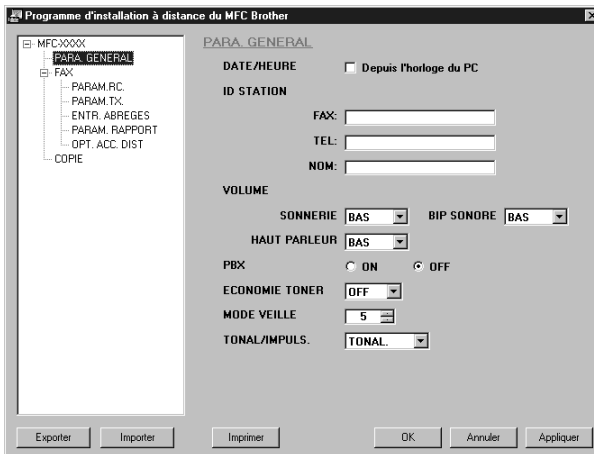 Programme d'installation à distance du MFC Brother
MFC-XXXX
PARA. GENERAL
FAX
PARAM.RC.
PARAM.TX.
ENTR. ABREGES
PARAM. RAPPORT
OPT. ACC. DIST
COPIE
PARA. GENERAL
DATE/HEURE Depuis l'horloge du PC
ID STATION
FAX:
TEL:
NOM:
VOLUME
SONNERIE BAS BIP SONORE BAS
HAUT PARLEUR BAS
PBX ON OFF
ECONOMIE TONER OFF
MODE VEILLE 5
TONAL/IMPULS. TONAL.
Exporter Importer Imprimer OK Annuler Appliquer